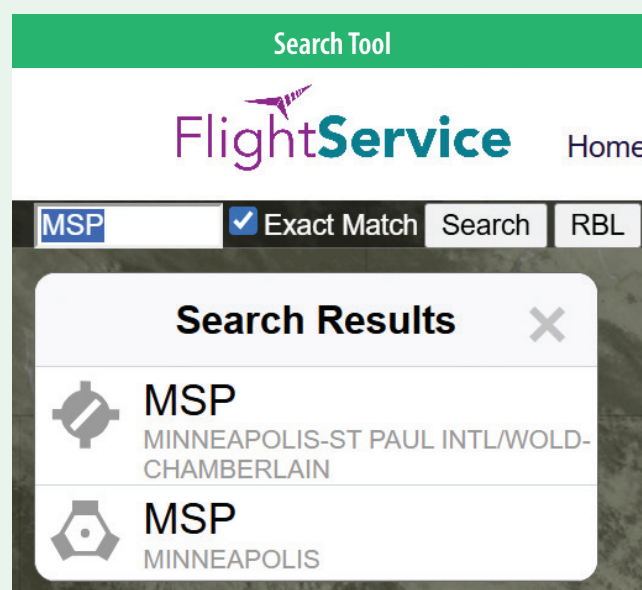 Search Tool
FlightService
Home
MSP Exact Match Search RBL
Search Results
MSP
MINNEAPOLIS-ST PAUL INTL/WOLD-
CHAMBERLAIN
MSP
MINNEAPOLIS